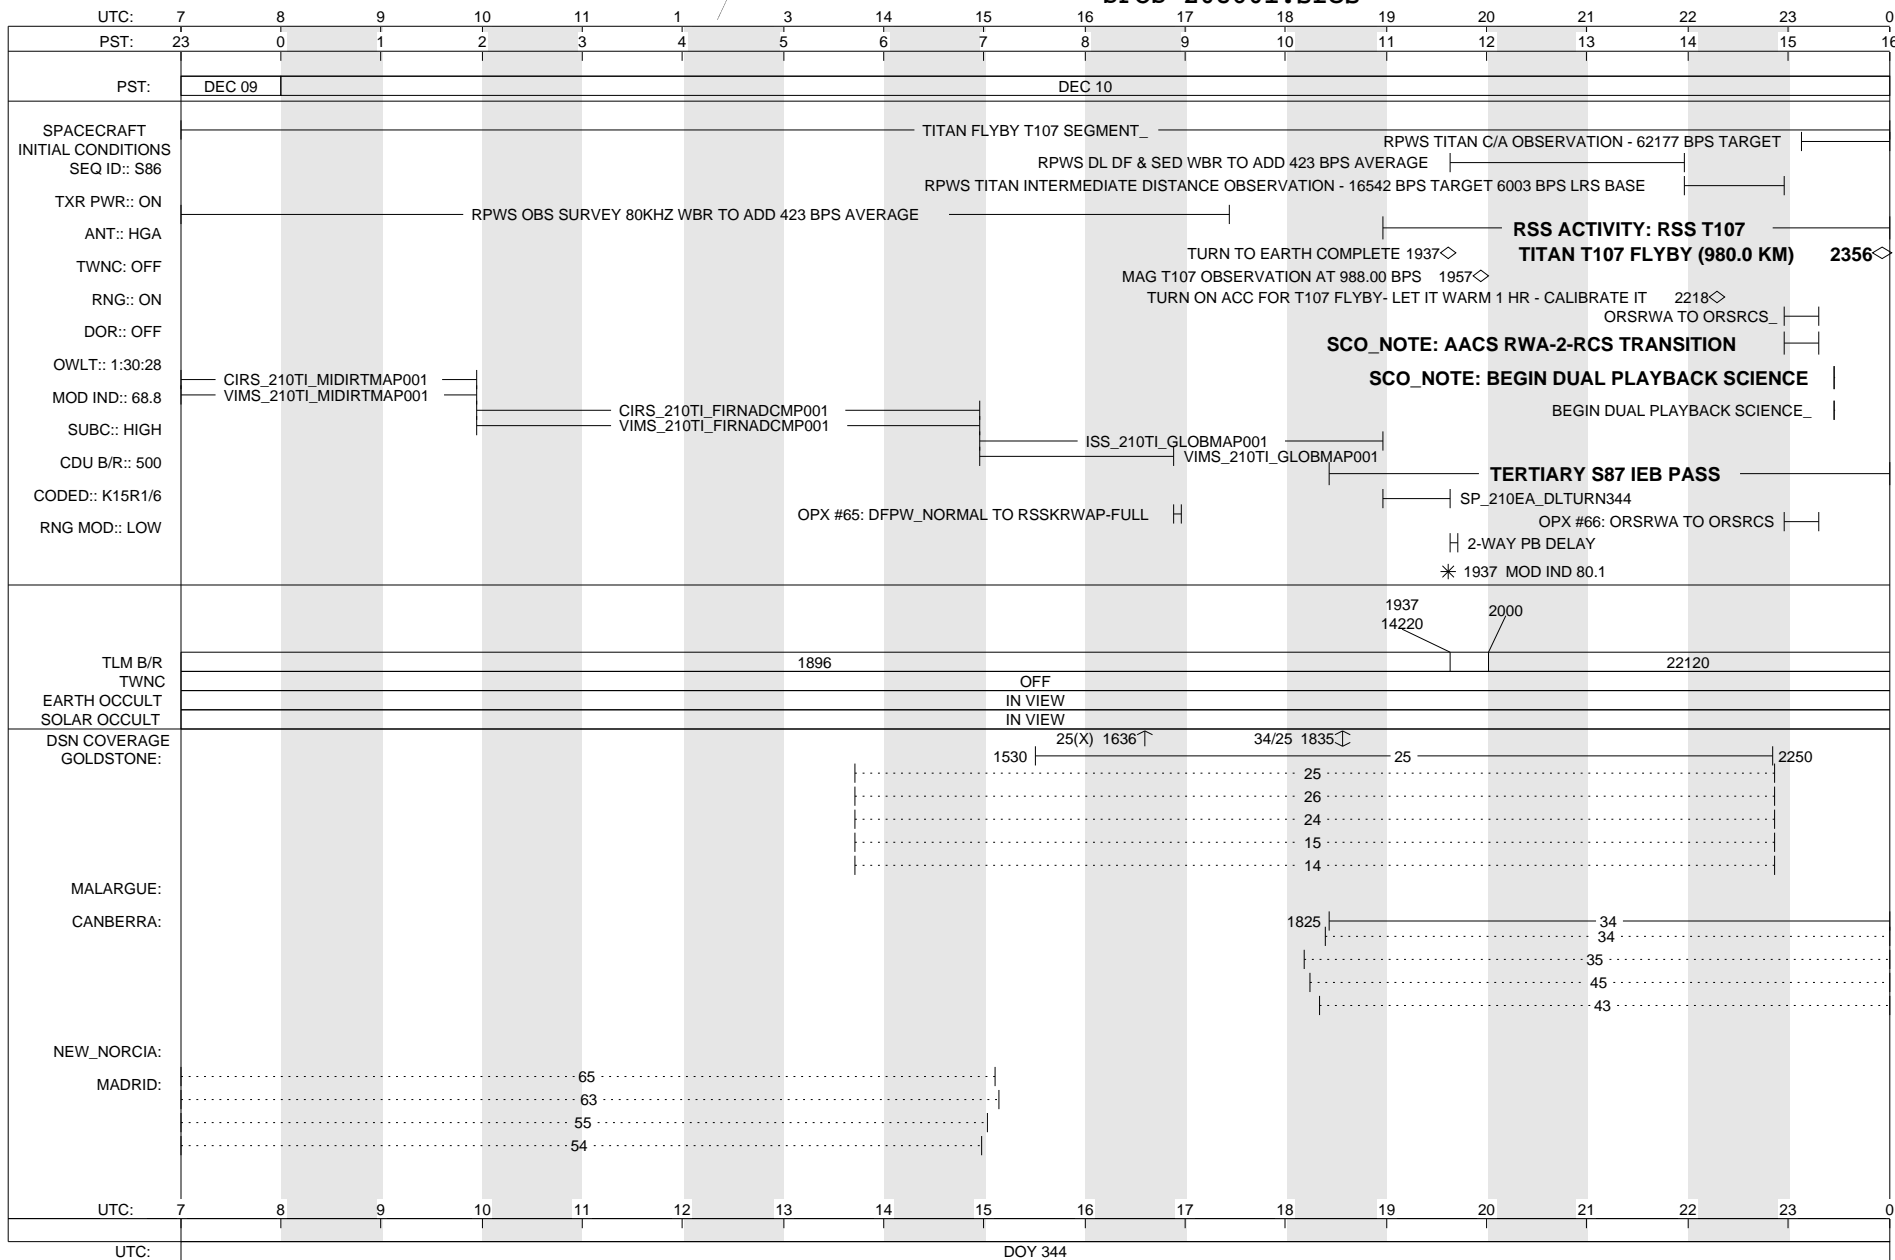 UTC: 7 8 9 10 11 1 3 14 15 16 17 18 19 20 21 22 23 0
PST: 23 0 1 2 3 4 5 6 7 8 9 10 11 12 13 14 15 16
PST: DEC 09 DEC 10
SPACECRAFT
INITIAL CONDITIONS
SEQ ID:: S86
TXR PWR:: ON
ANT:: HGA
TWNC: OFF
RNG:: ON
DOR:: OFF
OWLT:: 1:30:28
MOD IND:: 68.8
SUBC:: HIGH
CDU B/R:: 500
CODED:: K15R1/6
RNG MOD:: LOW
TITAN FLYBY T107 SEGMENT_
RPWS TITAN C/A OBSERVATION - 62177 BPS TARGET
RPWS DL DF & SED WBR TO ADD 423 BPS AVERAGE
RPWS TITAN INTERMEDIATE DISTANCE OBSERVATION - 16542 BPS TARGET 6003 BPS LRS BASE
RPWS OBS SURVEY 80KHZ WBR TO ADD 423 BPS AVERAGE
RSS ACTIVITY: RSS T107
TURN TO EARTH COMPLETE 1937
TITAN T107 FLYBY (980.0 KM) 2356
MAG T107 OBSERVATION AT 988.00 BPS 1957
TURN ON ACC FOR T107 FLYBY- LET IT WARM 1 HR - CALIBRATE IT 2218
ORSRWA TO ORSRCS_
SCO_NOTE: AACS RWA-2-RCS TRANSITION
CIRS_210TI_MIDIRTMAP001
SCO_NOTE: BEGIN DUAL PLAYBACK SCIENCE
VIMS_210TI_MIDIRTMAP001
CIRS_210TI_FIRNADCMP001
BEGIN DUAL PLAYBACK SCIENCE_
VIMS_210TI_FIRNADCMP001
ISS_210TI_GLOBMAP001
VIMS_210TI_GLOBMAP001
TERTIARY S87 IEB PASS
SP_210EA_DLTURN344
OPX #65: DFPW_NORMAL TO RSSKRWAP-FULL
OPX #66: ORSRWA TO ORSRCS
2-WAY PB DELAY
1937 MOD IND 80.1
1937
14220
2000
TLM B/R 1896 22120
TWNC OFF
EARTH OCCULT IN VIEW
SOLAR OCCULT IN VIEW
DSN COVERAGE 25(X) 1636 34/25 1835
GOLDSTONE: 1530 25 2250
25
26
24
15
14
MALARGUE:
CANBERRA: 1825 34
34
35
45
43
NEW_NORCIA:
65
MADRID:
63
55
54
UTC: 7 8 9 10 11 12 13 14 15 16 17 18 19 20 21 22 23 0
UTC: DOY 344